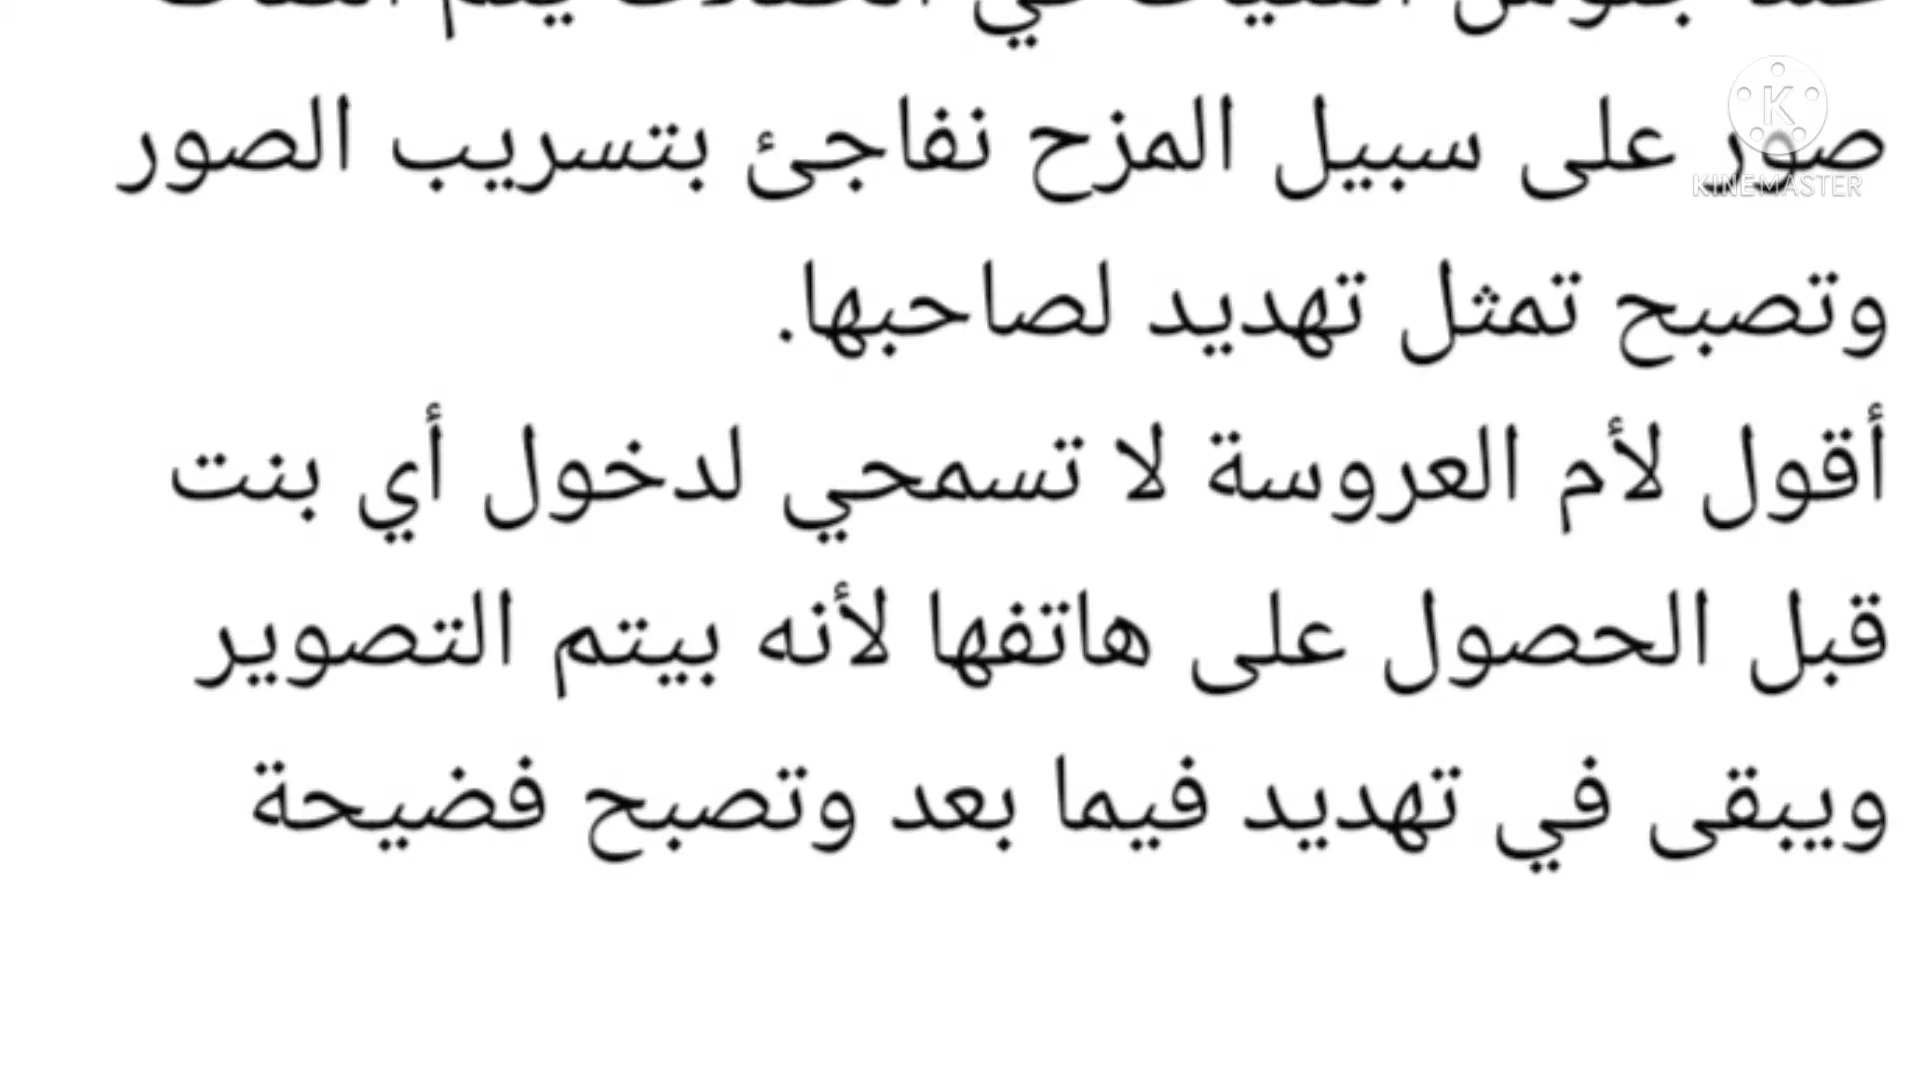 صور على سبيل المزح نفاجئ بتسريب الصور
وتصبح تمثل تهديد لصاحبها.
أقول لأم العروسة لا تسمحي لدخول أي بنت
قبل الحصول على هاتفها لأنه بيتم التصوير
ويبقى في تهديد فيما بعد وتصبح فضيحة
K
KINEMASTER